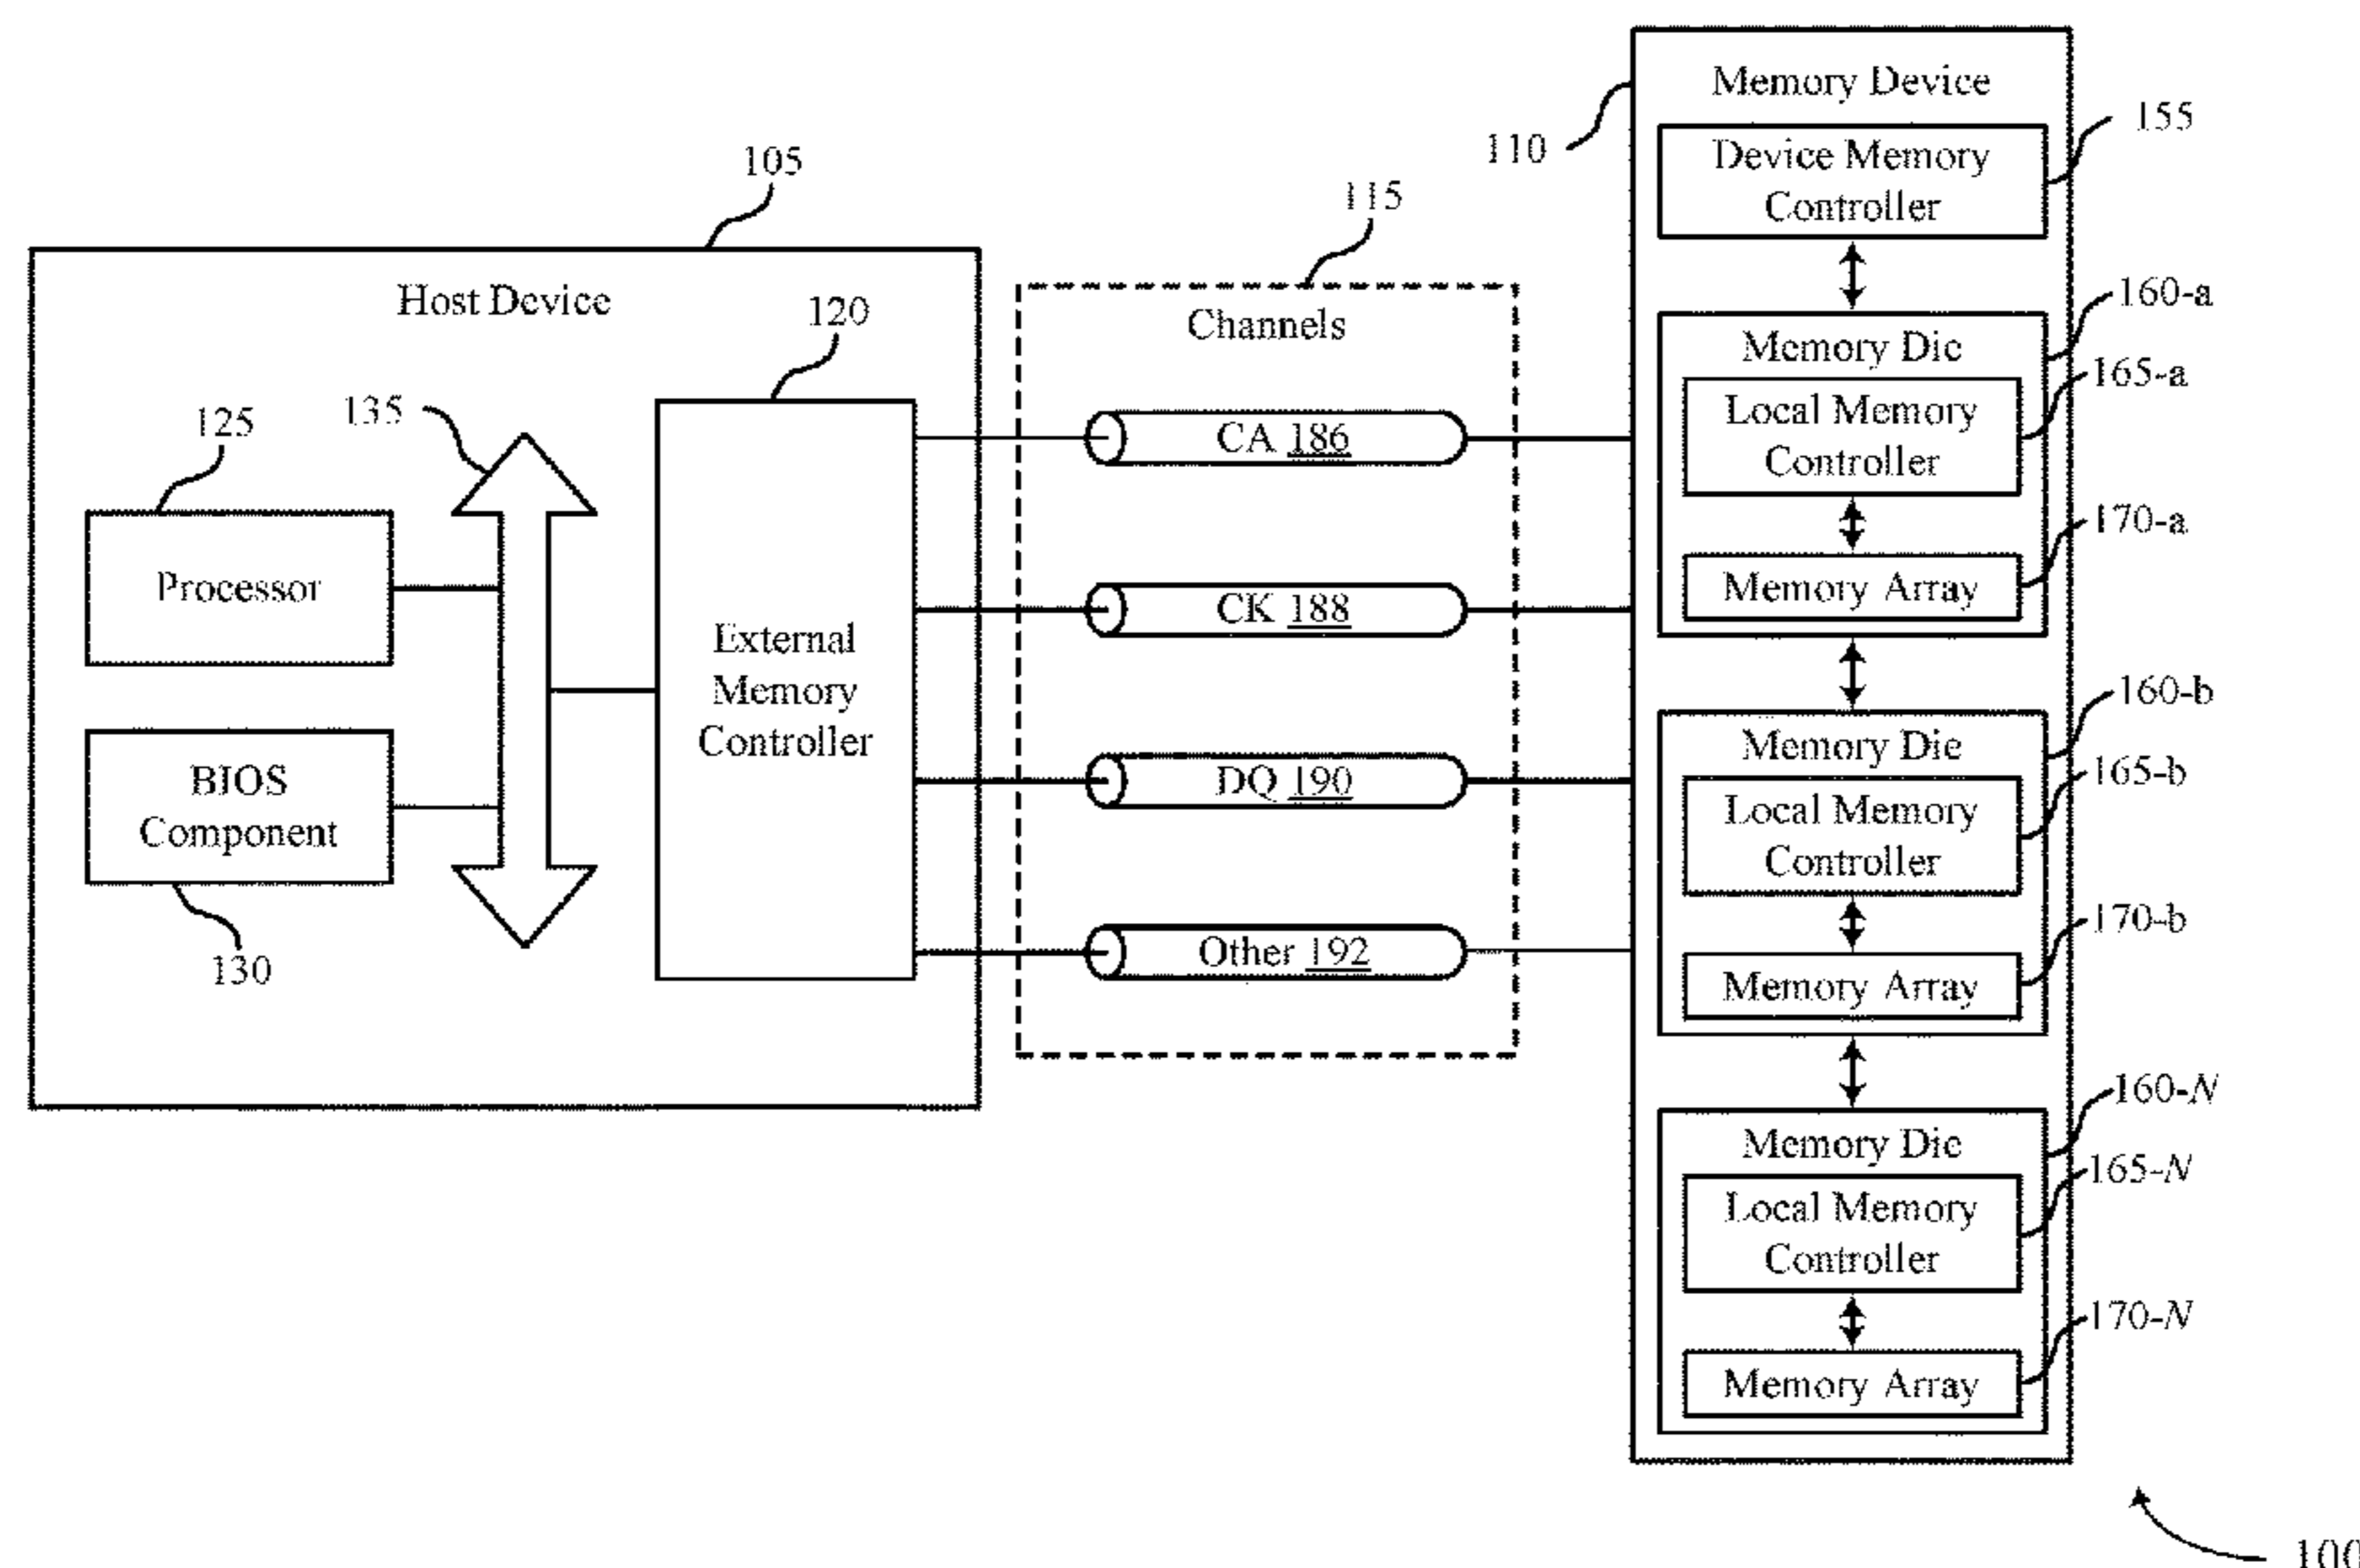 105
Host Device
120
125
135
Processor
BIOS
Component
130
External
Memory
Controller
115
Channels
CA 186
CK 188
DQ 190
Other 192
110
Memory Device
155
Device Memory
Controller
160-a
Memory Die
165-a
Local Memory
Controller
170-a
Memory Array
160-b
Memory Die
165-b
Local Memory
Controller
170-b
Memory Array
160-N
Memory Die
165-N
Local Memory
Controller
170-N
Memory Array
100